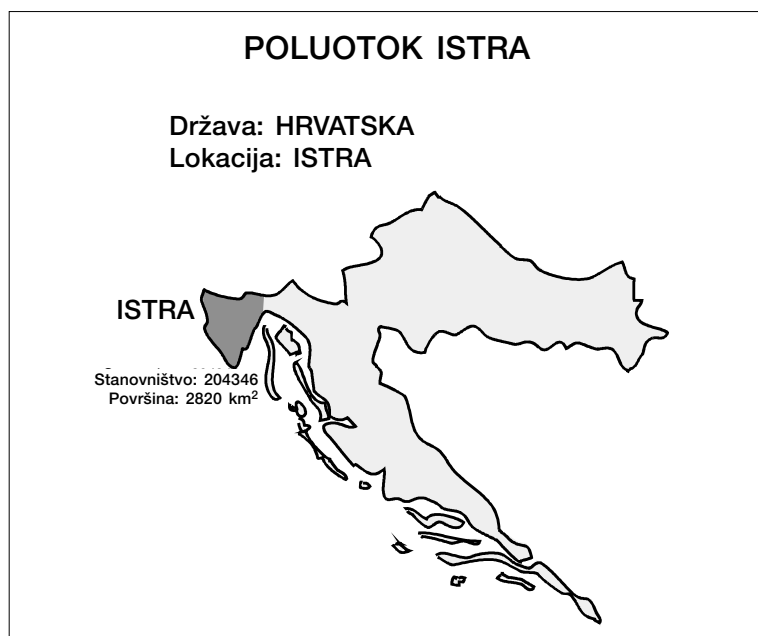 POLUOTOK ISTRA
Država: HRVATSKA
Lokacija: ISTRA
ISTRA
Stanovništvo: 204346
Površina: 2820 km²